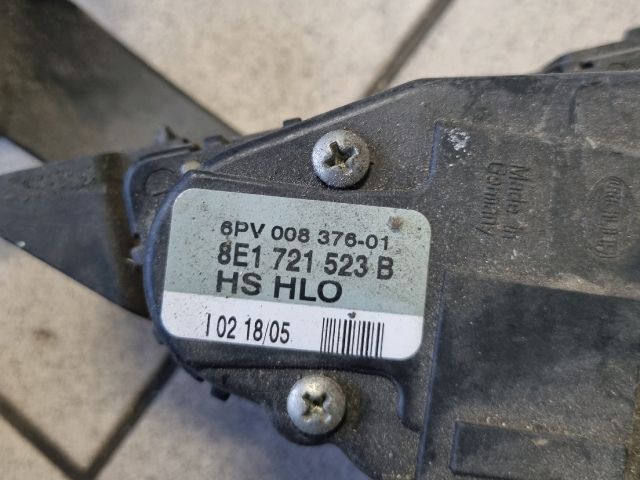 6PV 008 376-01
8E1 721 523 B
HS HLO
I 02 18/05
Made in
Germany